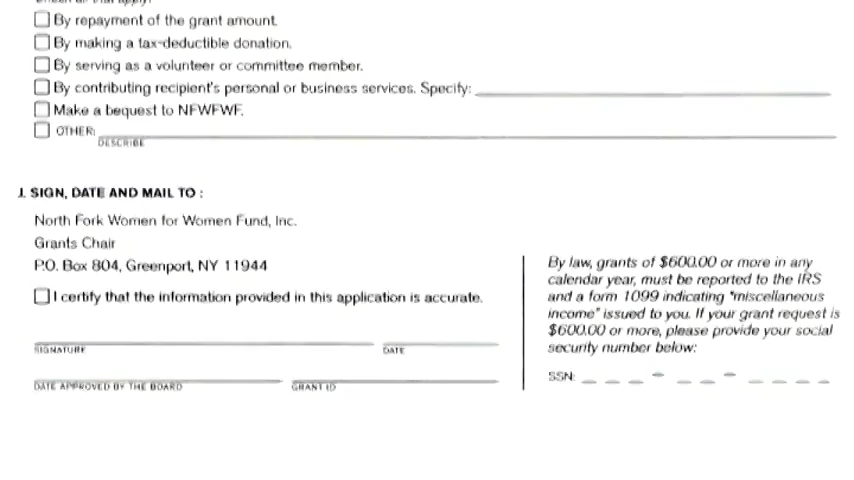 By repayment of the grant amount.
By making a tax-deductible donation.
By serving as a volunteer or committee member.
By contributing recipient's personal or business services. Specify:
Make a bequest to NFWFWF.
OTHER:
DESCRIBE
J. SIGN, DATE AND MAIL TO :
North Fork Women for Women Fund, Inc.
Grants Chair
P.O. Box 804, Greenport, NY 11944
I certify that the information provided in this application is accurate.
SIGNATURE
DATE
DATE APPROVED BY THE BOARD
GRANT ID
By law, grants of $600.00 or more in any
calendar year, must be reported to the IRS
and a form 1099 indicating "miscellaneous
income" issued to you. If your grant request is
$600.00 or more, please provide your social
security number below:
SSN: _ _ _ - _ _ - _ _ _ _